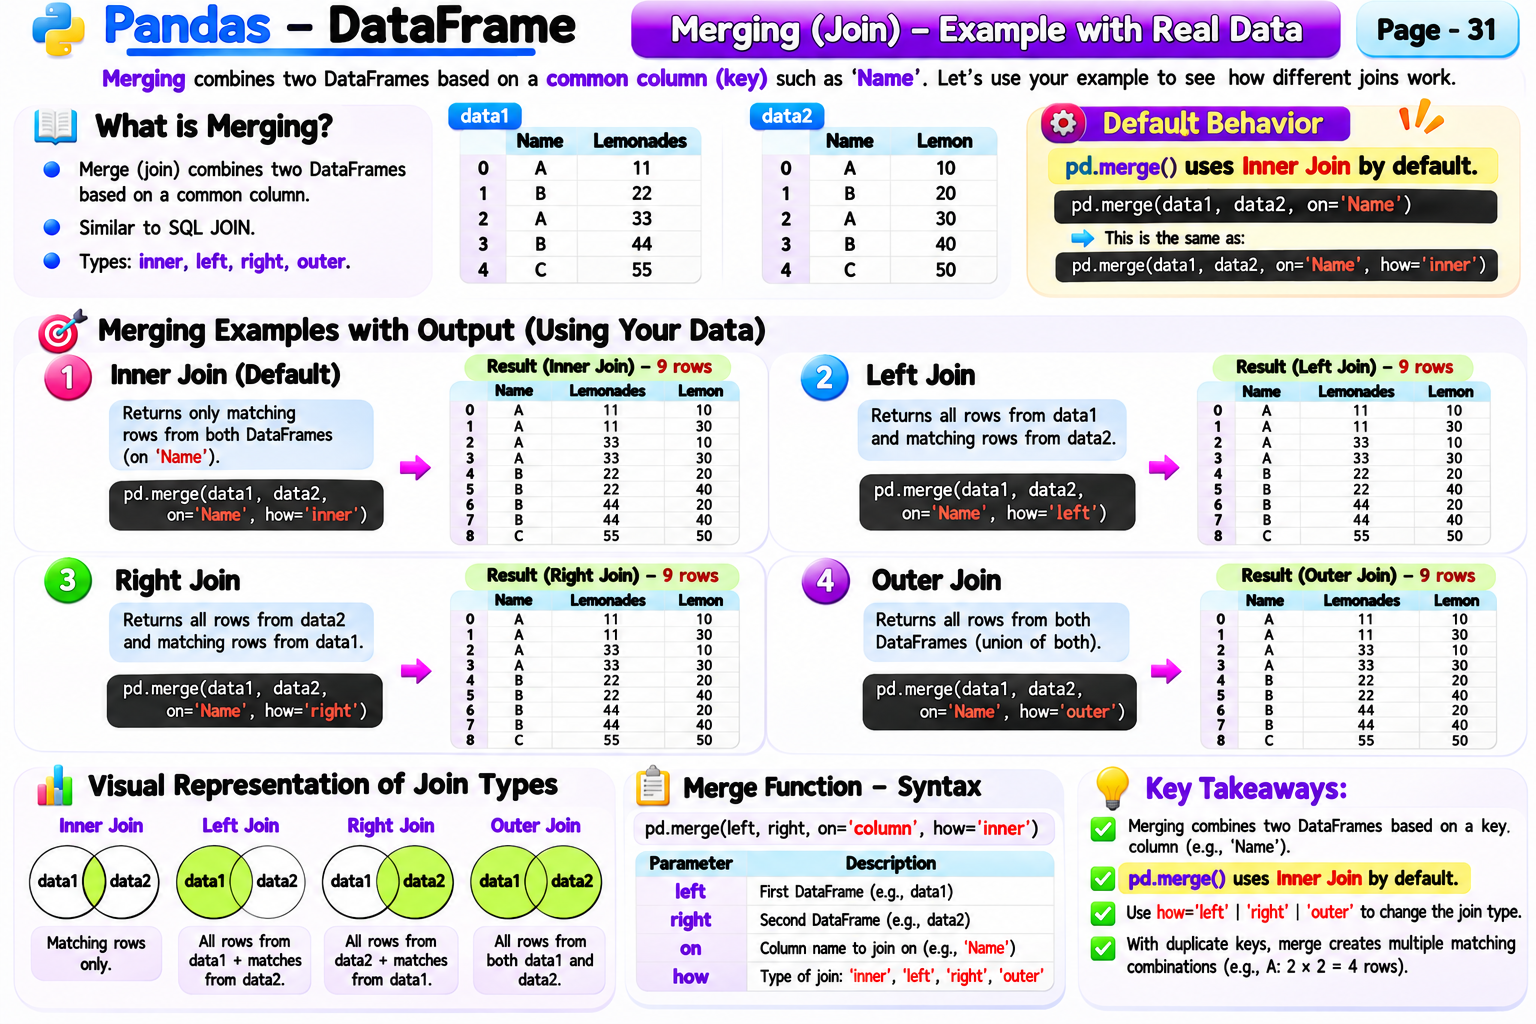 Pandas – DataFrame
Merging (Join) – Example with Real Data
Page - 31
Merging combines two DataFrames based on a common column (key) such as ‘Name’. Let’s use your example to see how different joins work.
What is Merging?
Merge (join) combines two DataFrames
based on a common column.
Similar to SQL JOIN.
Types: inner, left, right, outer.
data1
Name Lemonades
0 A 11
1 B 22
2 A 33
3 B 44
4 C 55
data2
Name Lemon
0 A 10
1 B 20
2 A 30
3 B 40
4 C 50
Default Behavior
pd.merge() uses Inner Join by default.
pd.merge(data1, data2, on='Name')
This is the same as:
pd.merge(data1, data2, on='Name', how='inner')
Merging Examples with Output (Using Your Data)
1 Inner Join (Default)
Returns only matching
rows from both DataFrames
(on ‘Name’).
pd.merge(data1, data2,
on='Name', how='inner')
Result (Inner Join) – 9 rows
Name Lemonades Lemon
0 A 11 10
1 A 11 30
2 A 33 10
3 A 33 30
4 B 22 20
5 B 22 40
6 B 44 20
7 B 44 40
8 C 55 50
2 Left Join
Returns all rows from data1
and matching rows from data2.
pd.merge(data1, data2,
on='Name', how='left')
Result (Left Join) – 9 rows
Name Lemonades Lemon
0 A 11 10
1 A 11 30
2 A 33 10
3 A 33 30
4 B 22 20
5 B 22 40
6 B 44 20
7 B 44 40
8 C 55 50
3 Right Join
Returns all rows from data2
and matching rows from data1.
pd.merge(data1, data2,
on='Name', how='right')
Result (Right Join) – 9 rows
Name Lemonades Lemon
0 A 11 10
1 A 11 30
2 A 33 10
3 A 33 30
4 B 22 20
5 B 22 40
6 B 44 20
7 B 44 40
8 C 55 50
4 Outer Join
Returns all rows from both
DataFrames (union of both).
pd.merge(data1, data2,
on='Name', how='outer')
Result (Outer Join) – 9 rows
Name Lemonades Lemon
0 A 11 10
1 A 11 30
2 A 33 10
3 A 33 30
4 B 22 20
5 B 22 40
6 B 44 20
7 B 44 40
8 C 55 50
Visual Representation of Join Types
Inner Join
data1 data2
Matching rows
only.
Left Join
data1 data2
All rows from
data1 + matches
from data2.
Right Join
data1 data2
All rows from
data2 + matches
from data1.
Outer Join
data1 data2
All rows from
both data1 and
data2.
Merge Function – Syntax
pd.merge(left, right, on='column', how='inner')
Parameter Description
left First DataFrame (e.g., data1)
right Second DataFrame (e.g., data2)
on Column name to join on (e.g., 'Name')
how Type of join: 'inner', 'left', 'right', 'outer'
Key Takeaways:
Merging combines two DataFrames based on a key.
column (e.g., ‘Name’).
pd.merge() uses Inner Join by default.
Use how='left' | 'right' | 'outer' to change the join type.
With duplicate keys, merge creates multiple matching
combinations (e.g., A: 2 × 2 = 4 rows).